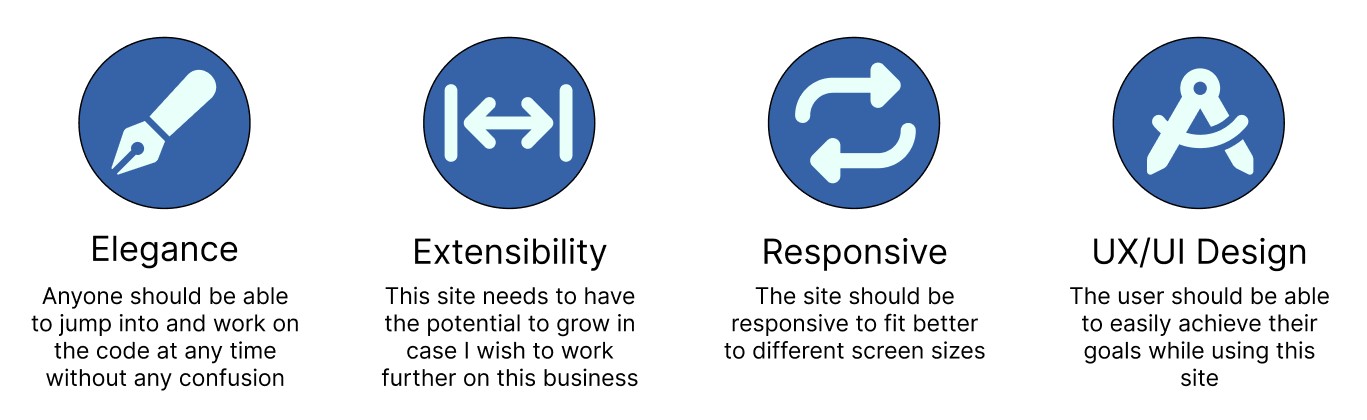 Elegance
Anyone should be able
to jump into and work on
the code at any time
without any confusion
Extensibility
This site needs to have
the potential to grow in
case I wish to work
further on this business
Responsive
The site should be
responsive to fit better
to different screen sizes
UX/UI Design
The user should be able
to easily achieve their
goals while using this
site